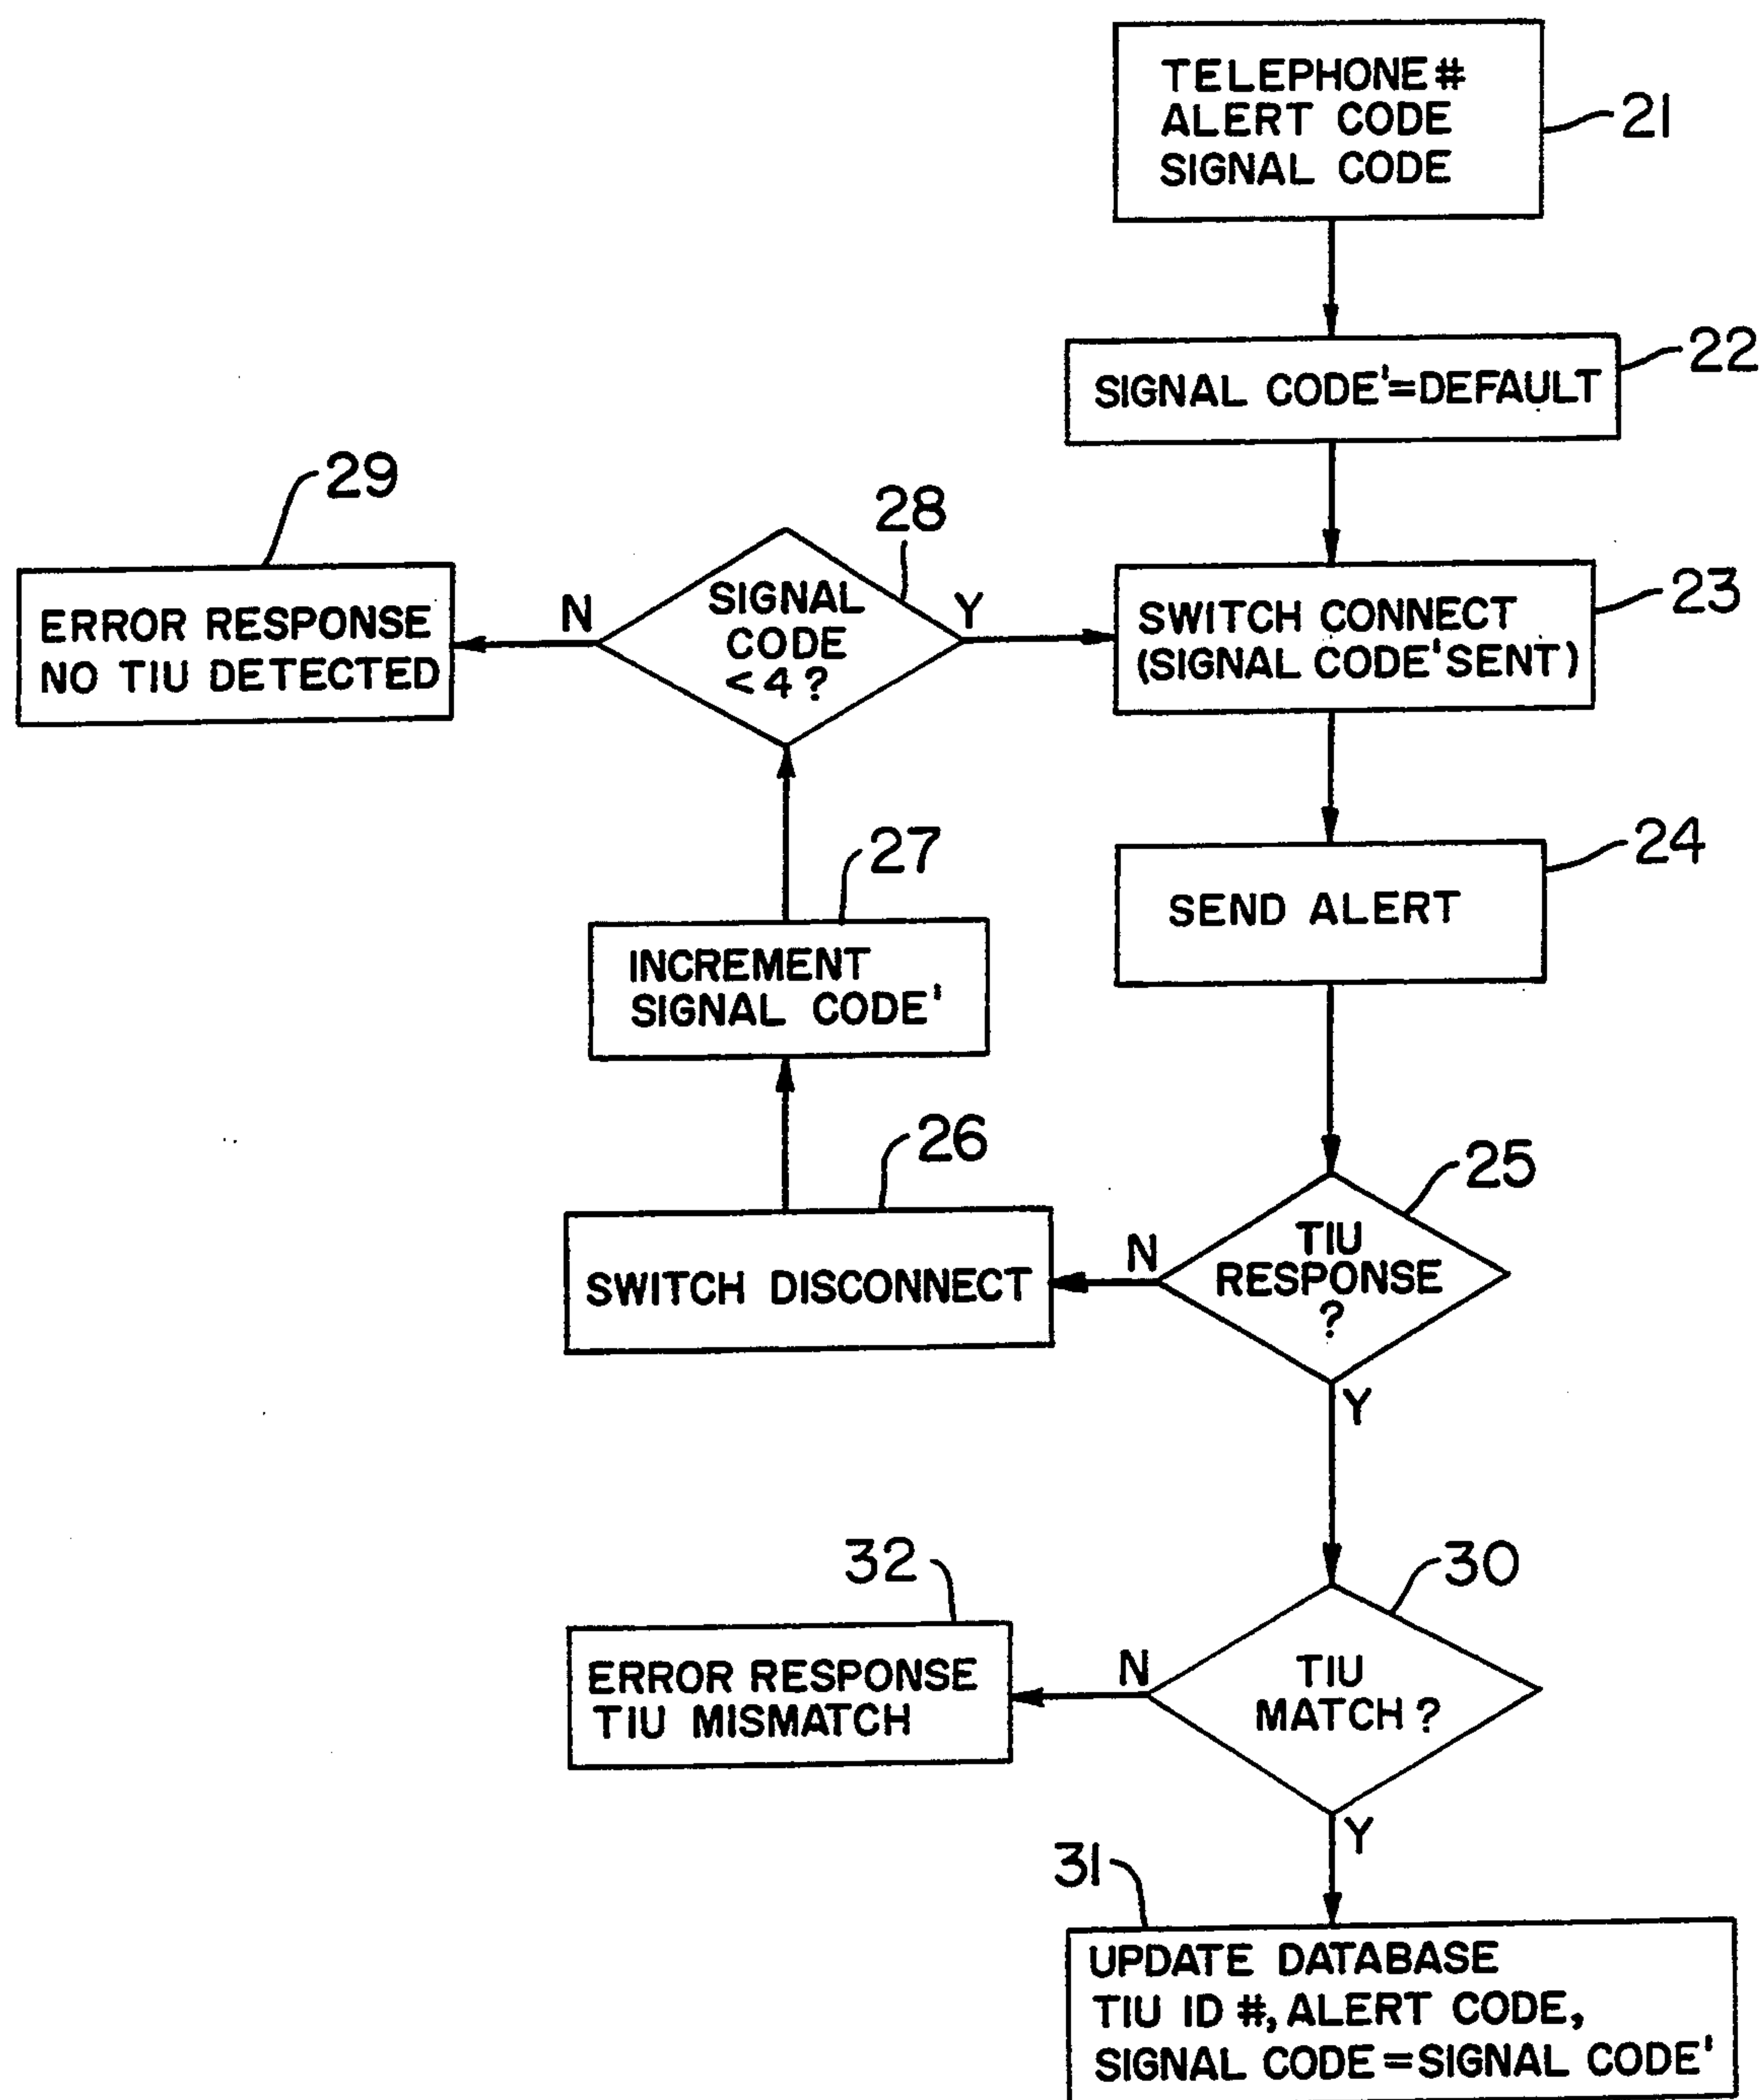 TELEPHONE#
ALERT CODE
SIGNAL CODE
21
SIGNAL CODE'=DEFAULT
22
29
ERROR RESPONSE
NO TIU DETECTED
N
28
SIGNAL
CODE
<4?
Y
SWITCH CONNECT
(SIGNAL CODE'SENT)
23
SEND ALERT
24
27
INCREMENT
SIGNAL CODE'
26
SWITCH DISCONNECT
N
25
TIU
RESPONSE
?
Y
32
ERROR RESPONSE
TIU MISMATCH
N
30
TIU
MATCH?
Y
31
UPDATE DATABASE
TIU ID #, ALERT CODE,
SIGNAL CODE=SIGNAL CODE'